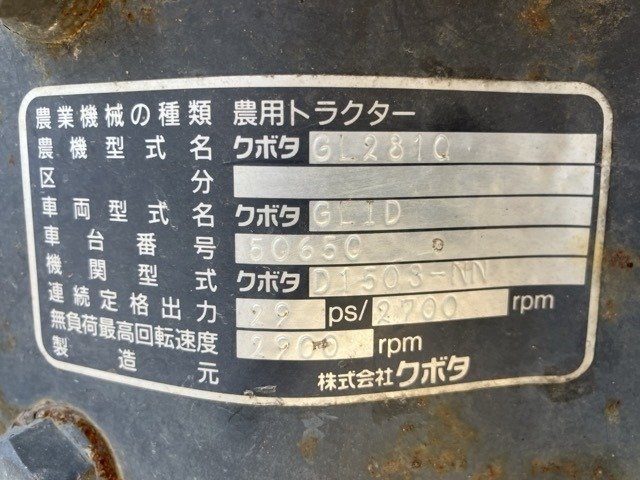 農業機械の種類 農用トラクター
農機型式名 クボタ GL281Q
区分
車両型式名 クボタ GL1D
車台番号 50650
機関型式 クボタ D1503-NN
連続定格出力 29 ps/2700 rpm
無負荷最高回転速度 2900 rpm
製造元 株式会社クボタ